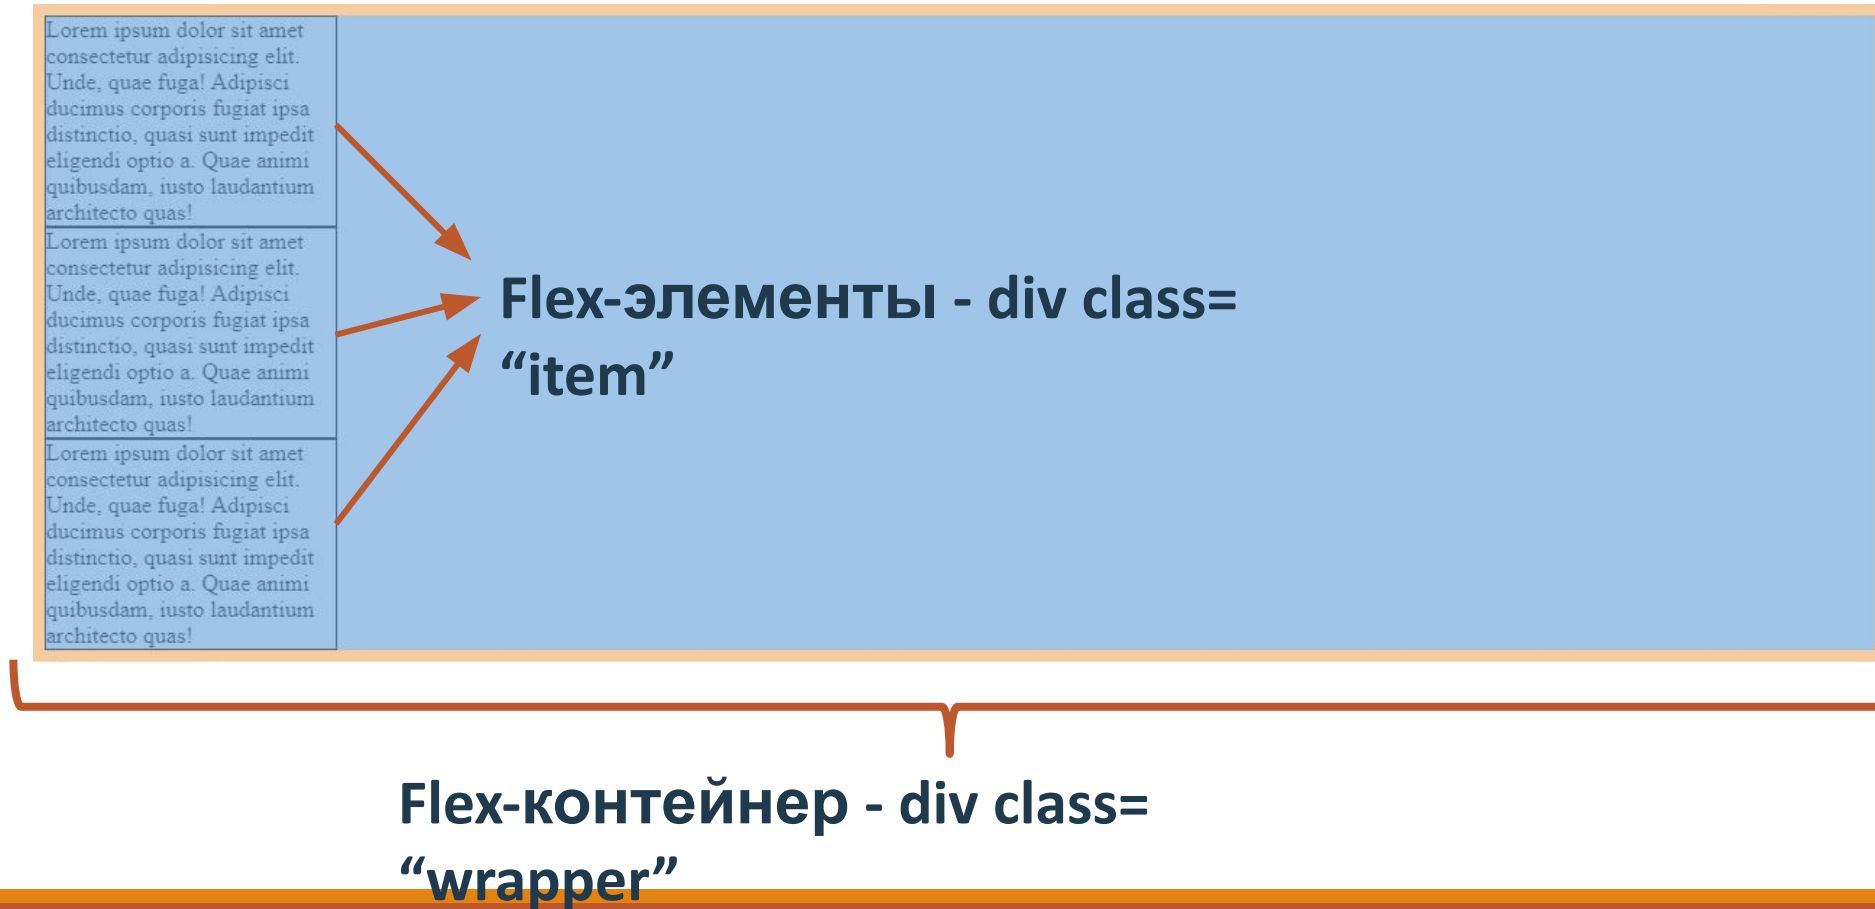 Lorem ipsum dolor sit amet
consectetur adipisicing elit.
Unde, quae fuga! Adipisci
ducimus corporis fugiat ipsa
distinctio, quasi sunt impedit
eligendi optio a. Quae animi
quibusdam, iusto laudantium
architecto quas!
Lorem ipsum dolor sit amet
consectetur adipisicing elit.
Unde, quae fuga! Adipisci
ducimus corporis fugiat ipsa
distinctio, quasi sunt impedit
eligendi optio a. Quae animi
quibusdam, iusto laudantium
architecto quas!
Lorem ipsum dolor sit amet
consectetur adipisicing elit.
Unde, quae fuga! Adipisci
ducimus corporis fugiat ipsa
distinctio, quasi sunt impedit
eligendi optio a. Quae animi
quibusdam, iusto laudantium
architecto quas!
Flex-элементы - div class=
“item”
Flex-контейнер - div class=
“wrapper”